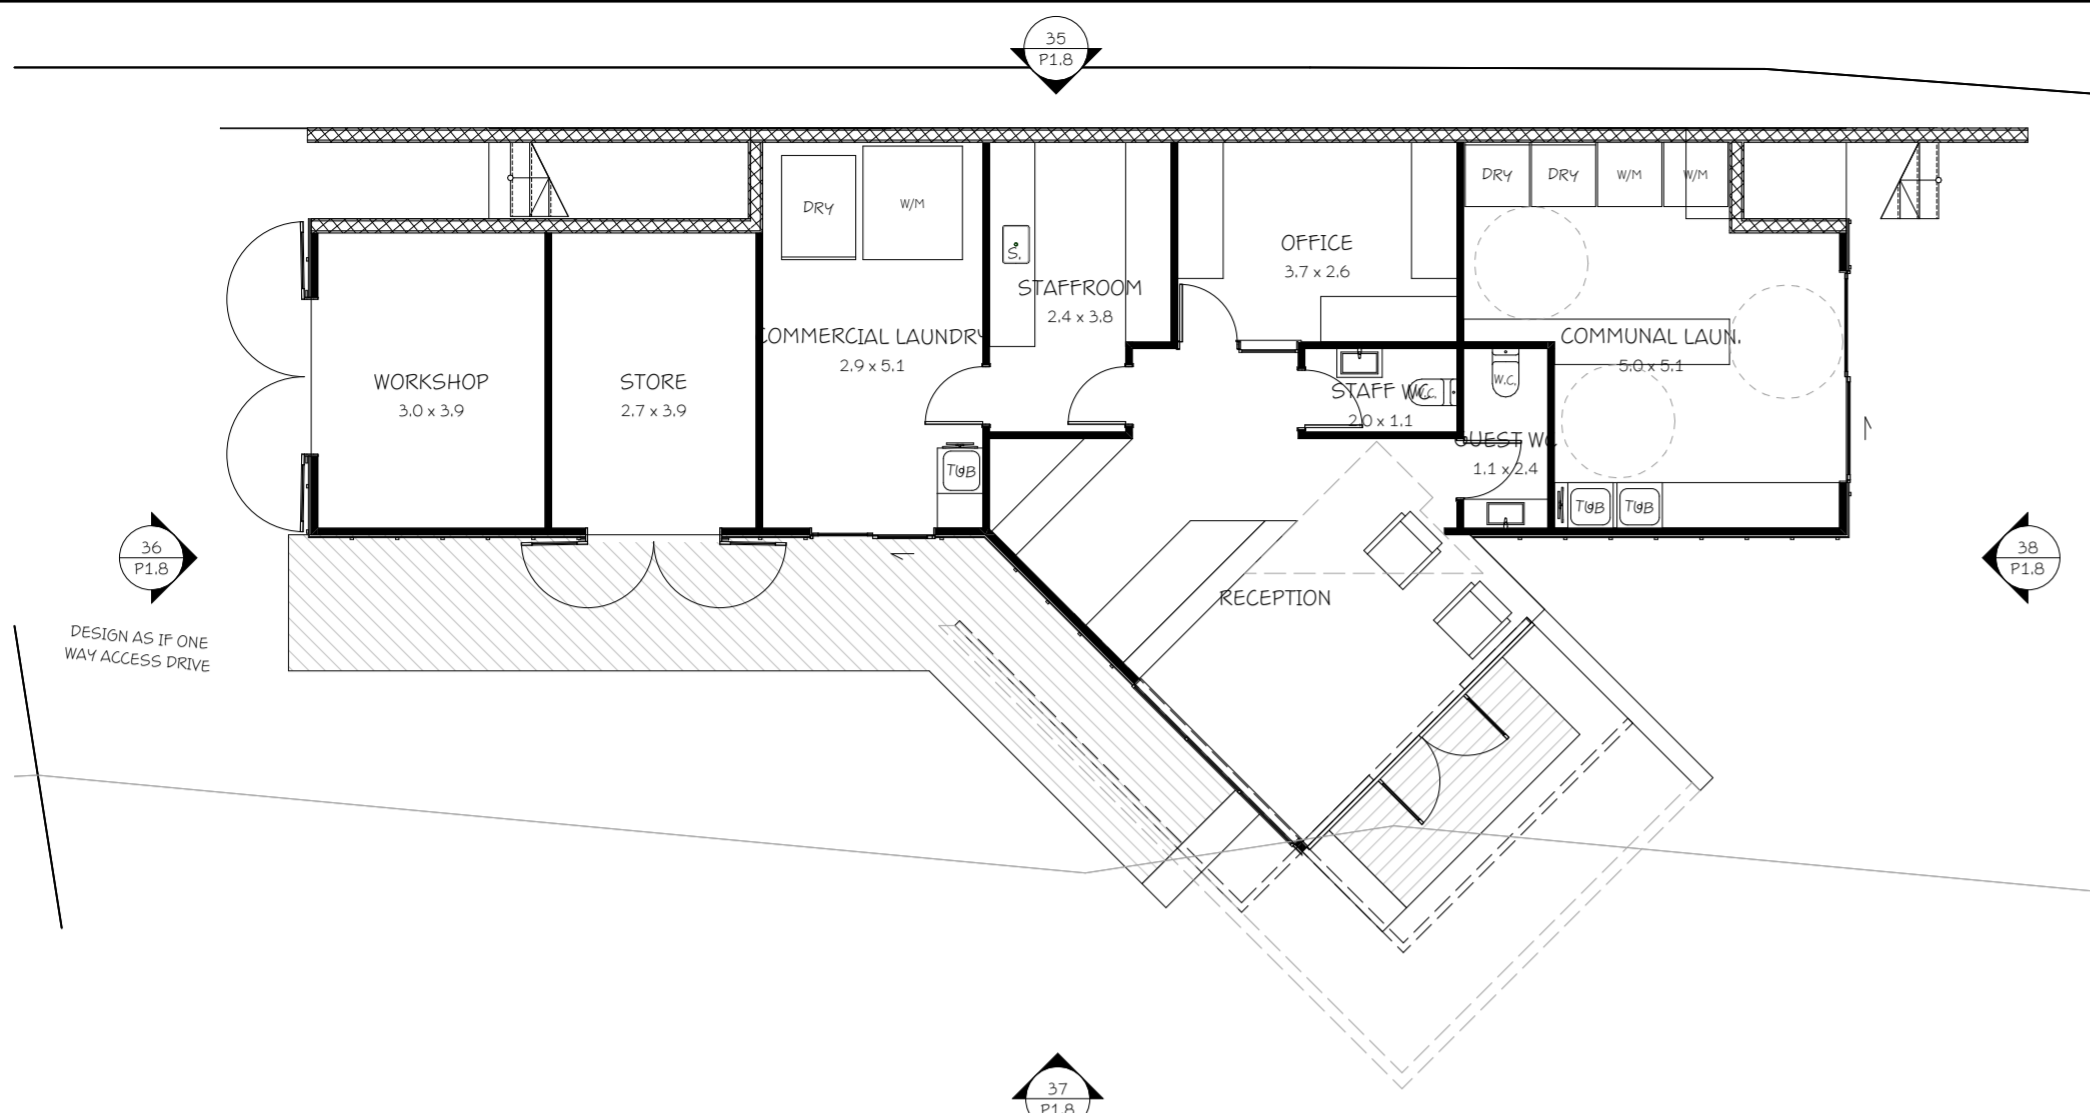 35
P1.8
DRY
W/M
DRY
DRY
W/M
W/M
S.
OFFICE
3.7 x 2.6
STAFFROOM
2.4 x 3.8
COMMERCIAL LAUNDRY
2.9 x 5.1
COMMUNAL LAUN.
5.0 x 5.1
WORKSHOP
3.0 x 3.9
STORE
2.7 x 3.9
STAFF WC
W.C.
2.0 x 1.1
W.C.
GUEST WC
1.1 x 2.4
TUB
TUB
TUB
36
P1.8
38
P1.8
RECEPTION
DESIGN AS IF ONE
WAY ACCESS DRIVE
37
P1.8